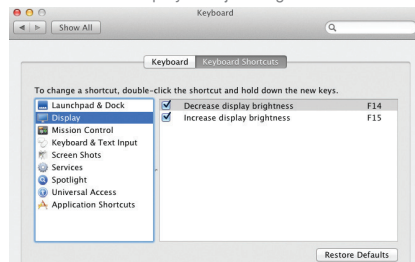 Keyboard
Show All
Keyboard Keyboard Shortcuts
To change a shortcut, double-click the shortcut and hold down the new keys.
Launchpad & Dock
Display
Mission Control
Keyboard & Text Input
Screen Shots
Services
Spotlight
Universal Access
Application Shortcuts
Decrease display brightness F14
Increase display brightness F15
Restore Defaults